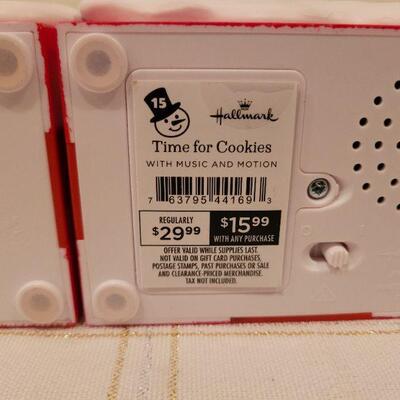 15
Hallmark
Time for Cookies
WITH MUSIC AND MOTION
7 63795 44169 3
REGULARLY
$29.99
$15.99
WITH ANY PURCHASE
OFFER VALID WHILE SUPPLIES LAST.
NOT VALID ON GIFT CARD PURCHASES,
POSTAGE STAMPS, PAST PURCHASES OR SALE
AND CLEARANCE-PRICED MERCHANDISE.
TAX NOT INCLUDED.